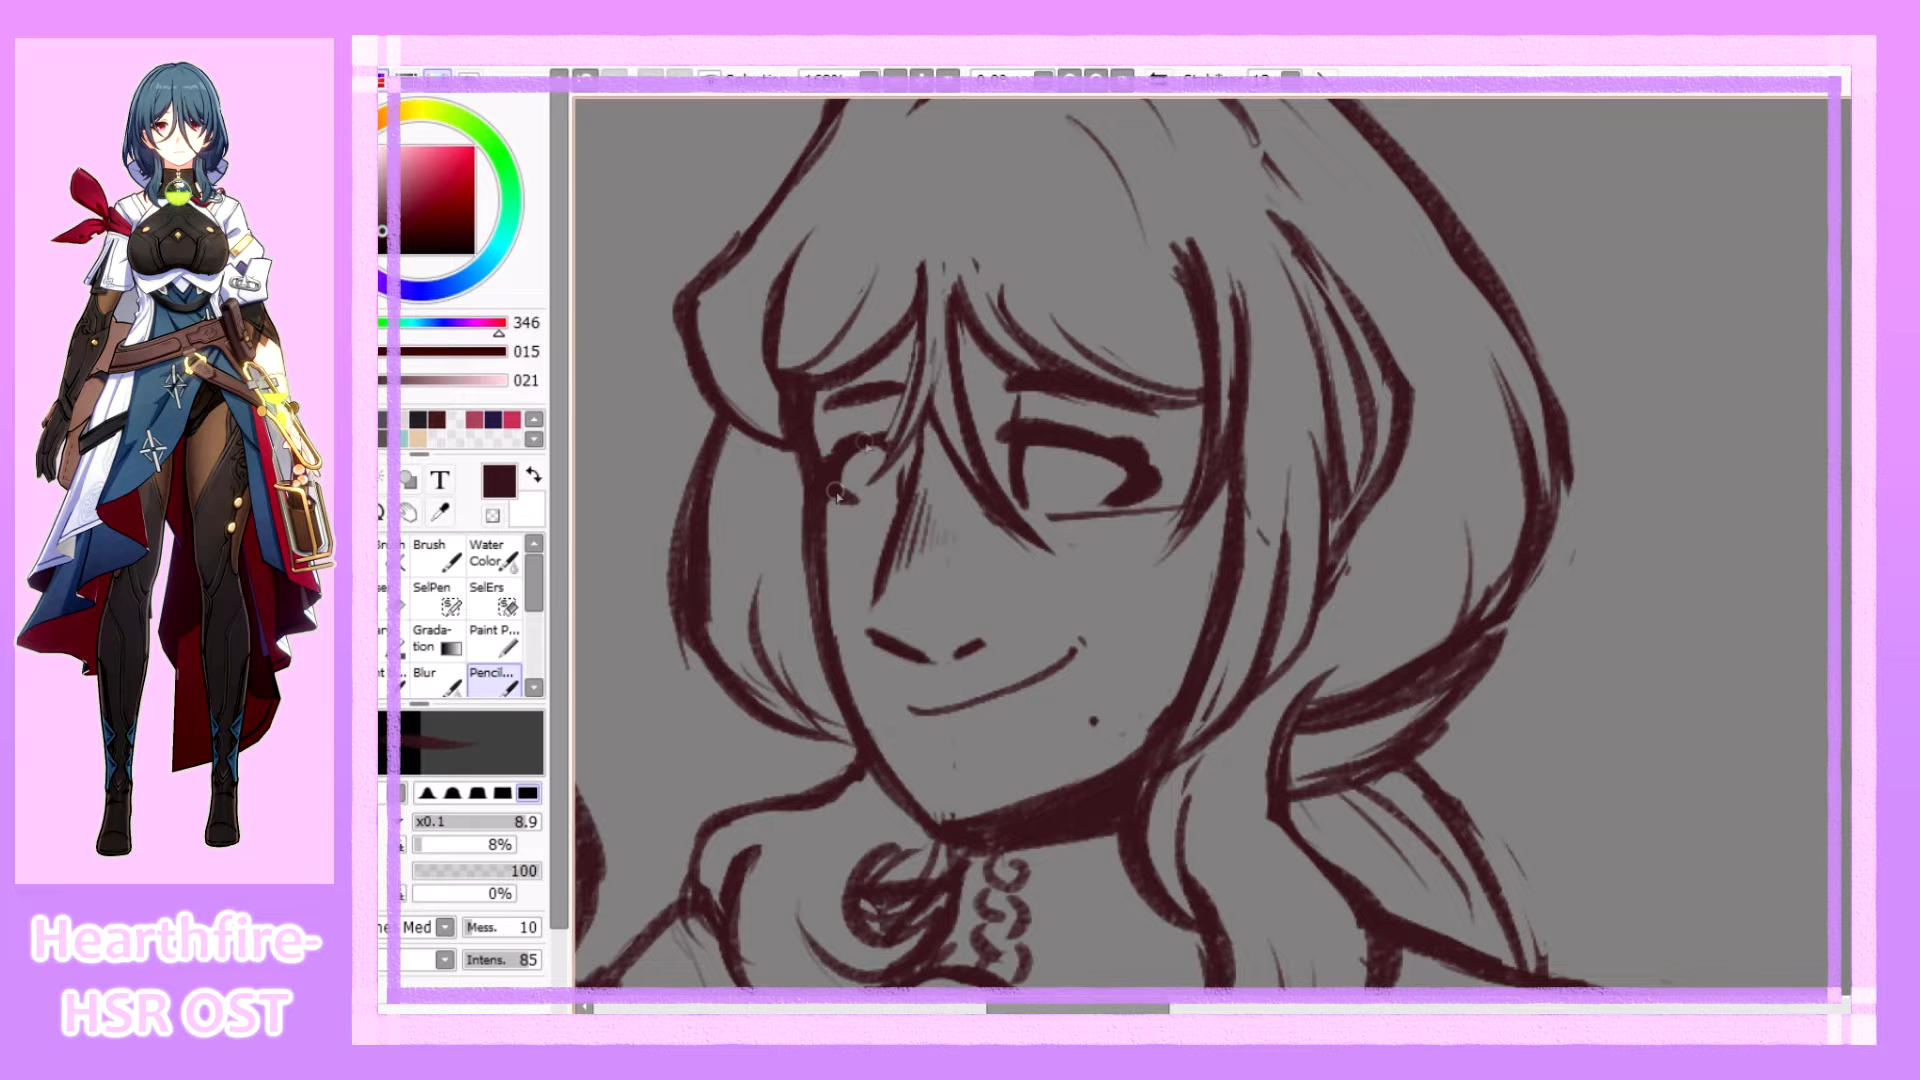 Selection
346
015
021
T
Brush
Water
Color
SelPen
SelErs
Grada-
tion
Paint P...
Blur
Pencil...
x0.1 8.9
8%
100
0%
Med
Mess. 10
Intens. 85
Hearthfire-
HSR OST